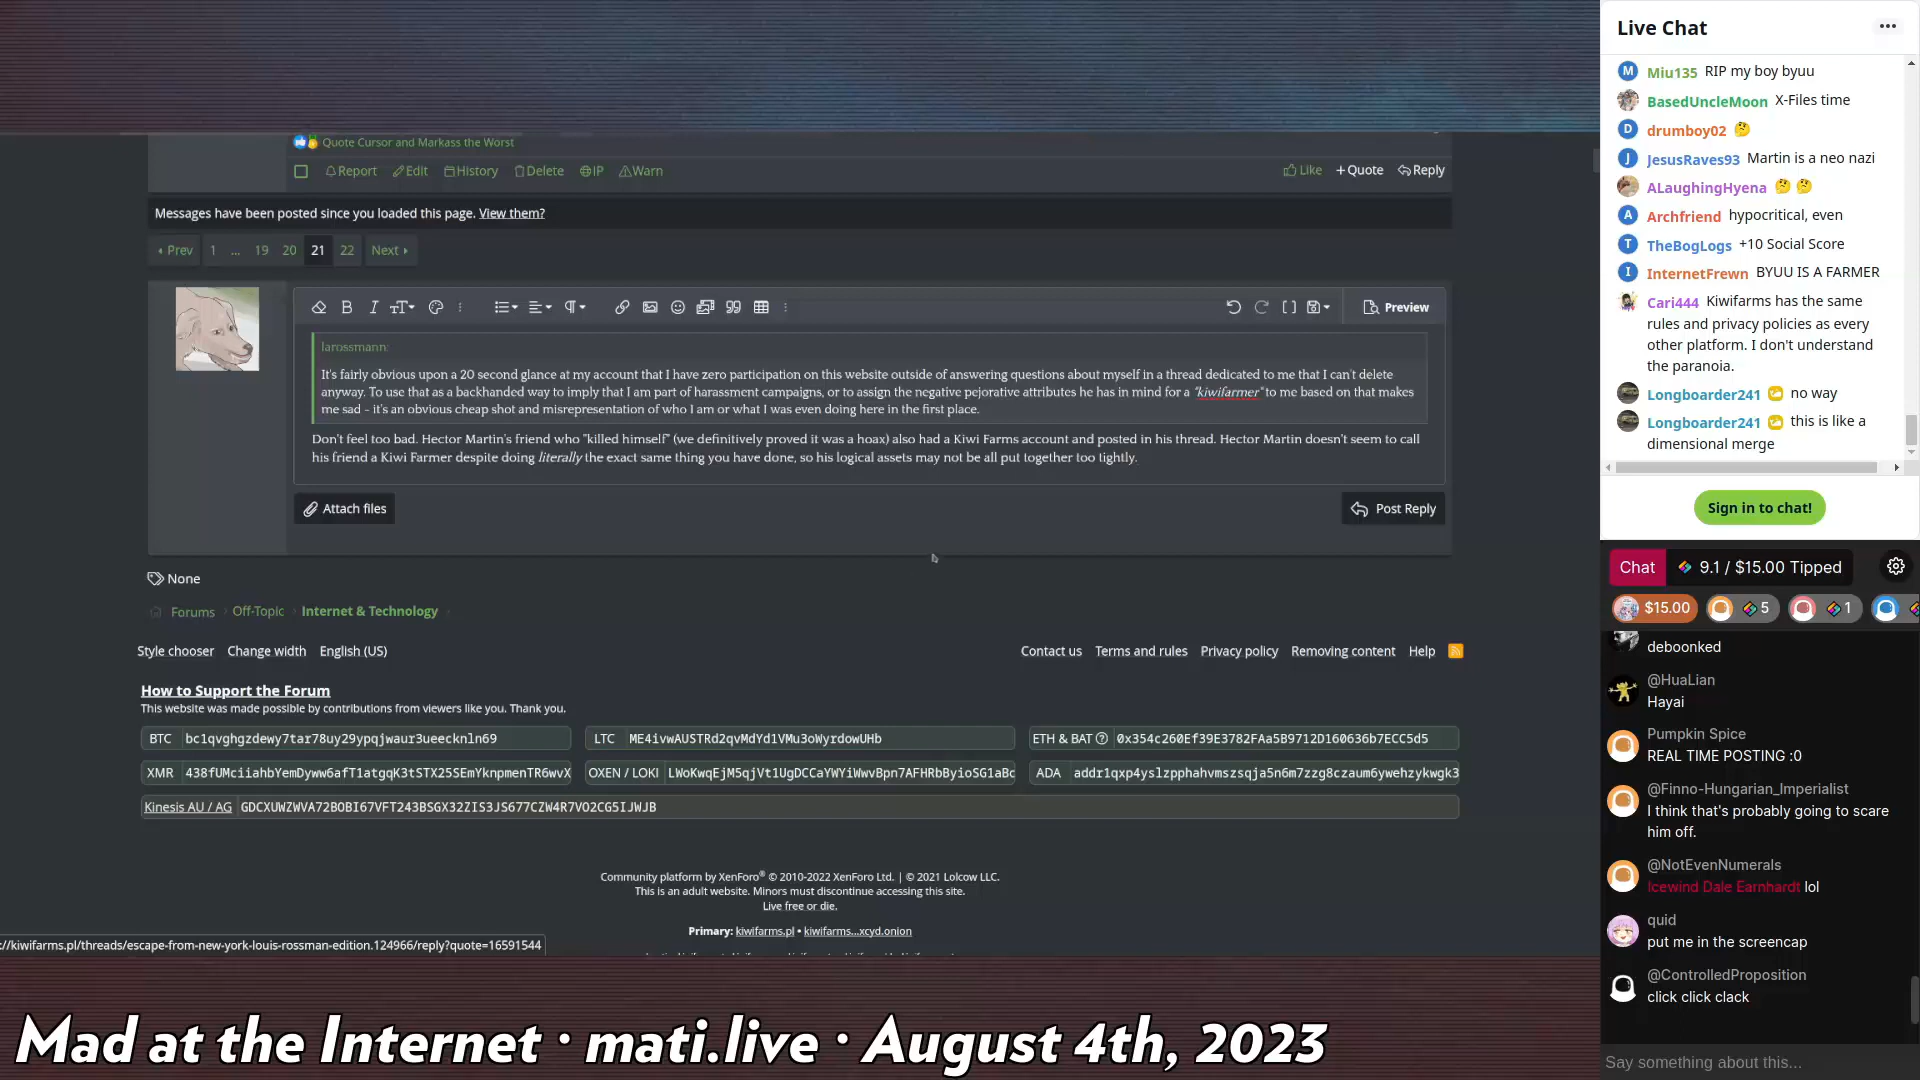 Quote Cursor and Markass the Worst
Report Edit History Delete IP Warn
Like + Quote Reply
Messages have been posted since you loaded this page. View them?
Prev 1 ... 19 20 21 22 Next
Preview
larossmann:
It's fairly obvious upon a 20 second glance at my account that I have zero participation on this website outside of answering questions about myself in a thread dedicated to me that I can't delete
anyway. To use that as a backhanded way to imply that I am part of harassment campaigns, or to assign the negative pejorative attributes he has in mind for a "kiwifarmer" to me based on that makes
me sad - it's an obvious cheap shot and misrepresentation of who I am or what I was even doing here in the first place.
Don't feel too bad. Hector Martin's friend who "killed himself" (we definitively proved it was a hoax) also had a Kiwi Farms account and posted in his thread. Hector Martin doesn't seem to call
his friend a Kiwi Farmer despite doing literally the exact same thing you have done, so his logical assets may not be all put together too tightly.
Attach files
Post Reply
None
Forums Off-Topic Internet & Technology
Style chooser Change width English (US)
Contact us Terms and rules Privacy policy Removing content Help
How to Support the Forum
This website was made possible by contributions from viewers like you. Thank you.
BTC bc1qvghgzdewy7tar78uy29ypqjwaur3ueecknln69
LTC ME4ivwAUSTRd2qvMdYd1VMu3oWyrdowUHb
ETH & BAT 0x354c260Ef39E3782FAa5B9712D160636b7ECC5d5
XMR 438fUMciiahbYemDyww6afT1atgqK3tSTX25SEmYknpmenTR6wvX
OXEN / LOKI LWoKwqEjM5qjVt1UgDCCaYWYiWwvBpn7AFHRbByioSG1aBc
ADA addr1qxp4yslzpphahvmszsqja5n6m7zzg8czaum6ywehzykwgk3
Kinesis AU / AG GDCXUWZWVA72BOBI67VFT243BSGX32ZIS3JS677CZW4R7VO2CG5IJWJB
Community platform by XenForo® © 2010-2022 XenForo Ltd. | © 2021 Lolcow LLC.
This is an adult website. Minors must discontinue accessing this site.
Live free or die.
Primary: kiwifarms.pl • kiwifarms...xcyd.onion
://kiwifarms.pl/threads/escape-from-new-york-louis-rossman-edition.124966/reply?quote=16591544
Mad at the Internet · mati.live · August 4th, 2023
Live Chat
M Miu135 RIP my boy byuu
BasedUncleMoon X-Files time
D drumboy02 🤔
J JesusRaves93 Martin is a neo nazi
ALaughingHyena 🤔 🤔
A Archfriend hypocritical, even
T TheBogLogs +10 Social Score
I InternetFrewn BYUU IS A FARMER
Cari444 Kiwifarms has the same
rules and privacy policies as every
other platform. I don't understand
the paranoia.
Longboarder241 no way
Longboarder241 this is like a
dimensional merge
Sign in to chat!
Chat 9.1 / $15.00 Tipped
$15.00 5 1
deboonked
@HuaLian
Hayai
Pumpkin Spice
REAL TIME POSTING :0
@Finno-Hungarian_Imperialist
I think that's probably going to scare
him off.
@NotEvenNumerals
Icewind Dale Earnhardt lol
quid
put me in the screencap
@ControlledProposition
click click clack
Say something about this...